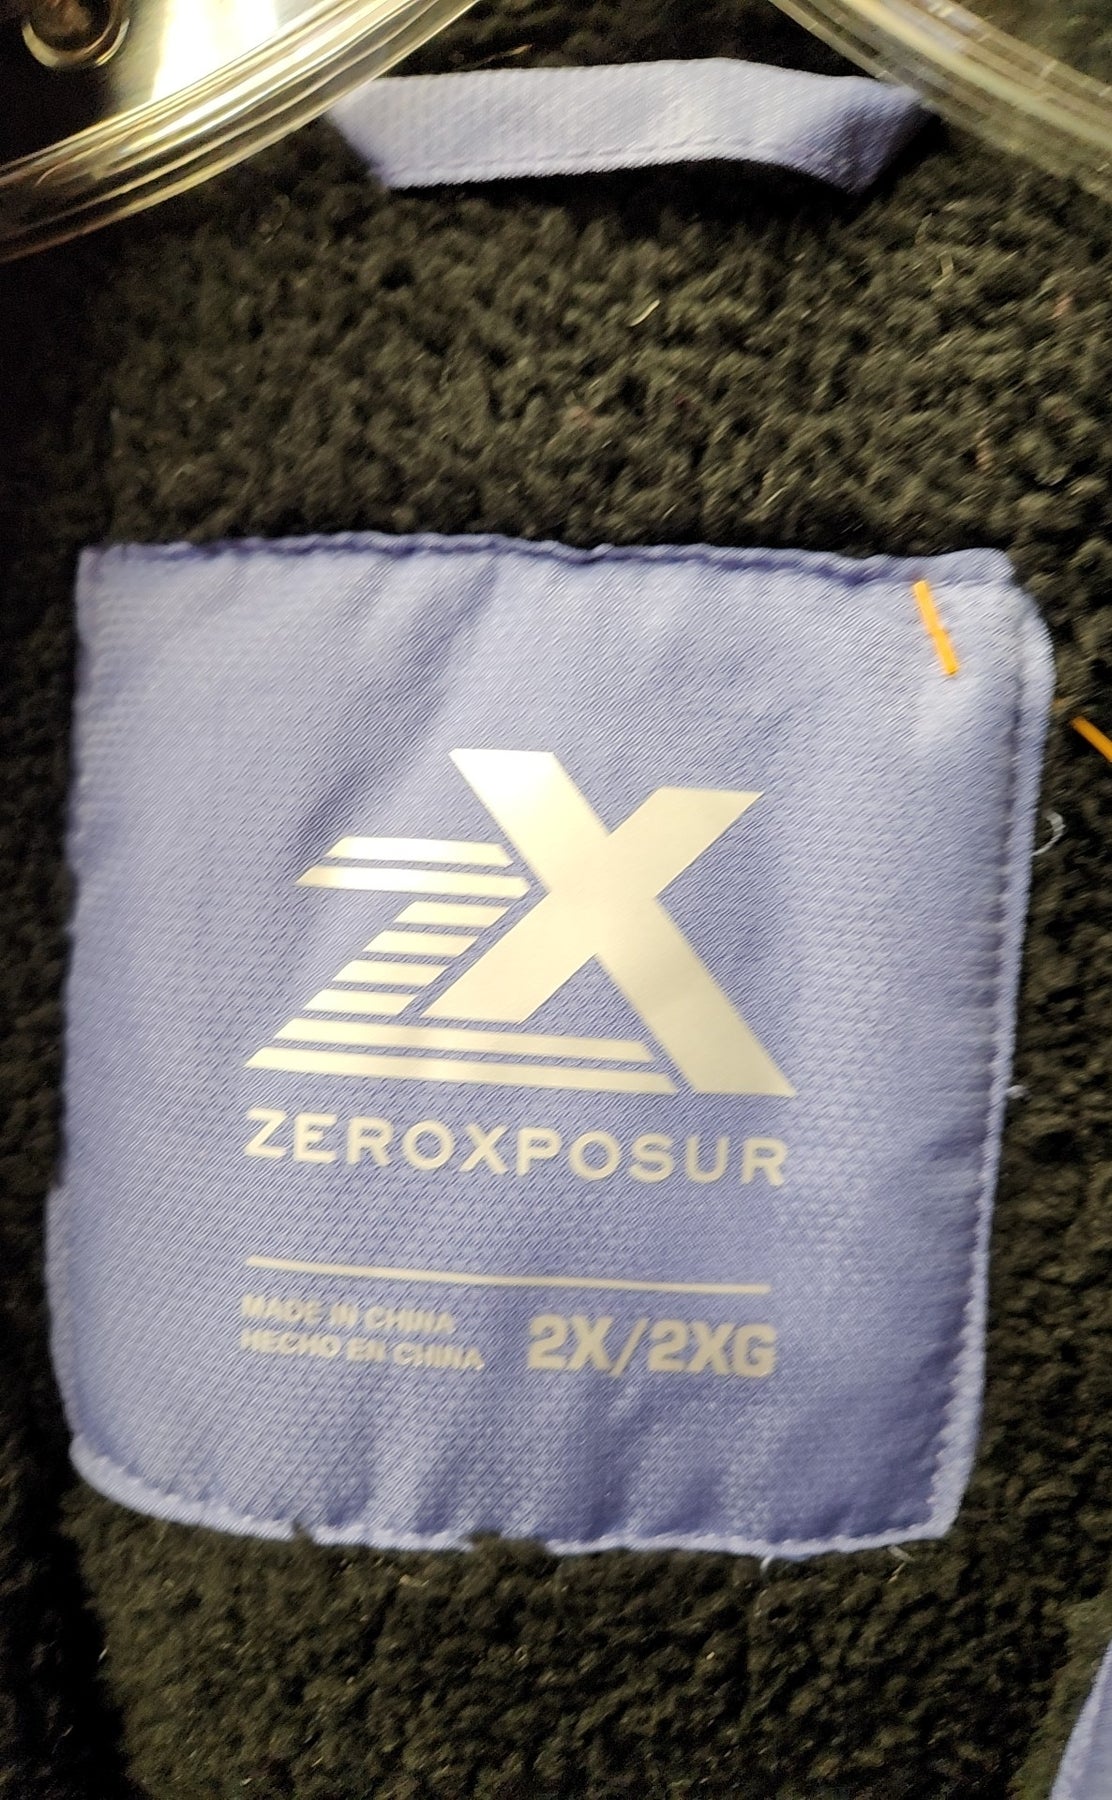 ZX
ZEROXPOSUR
MADE IN CHINA
HECHO EN CHINA
2X/2XG